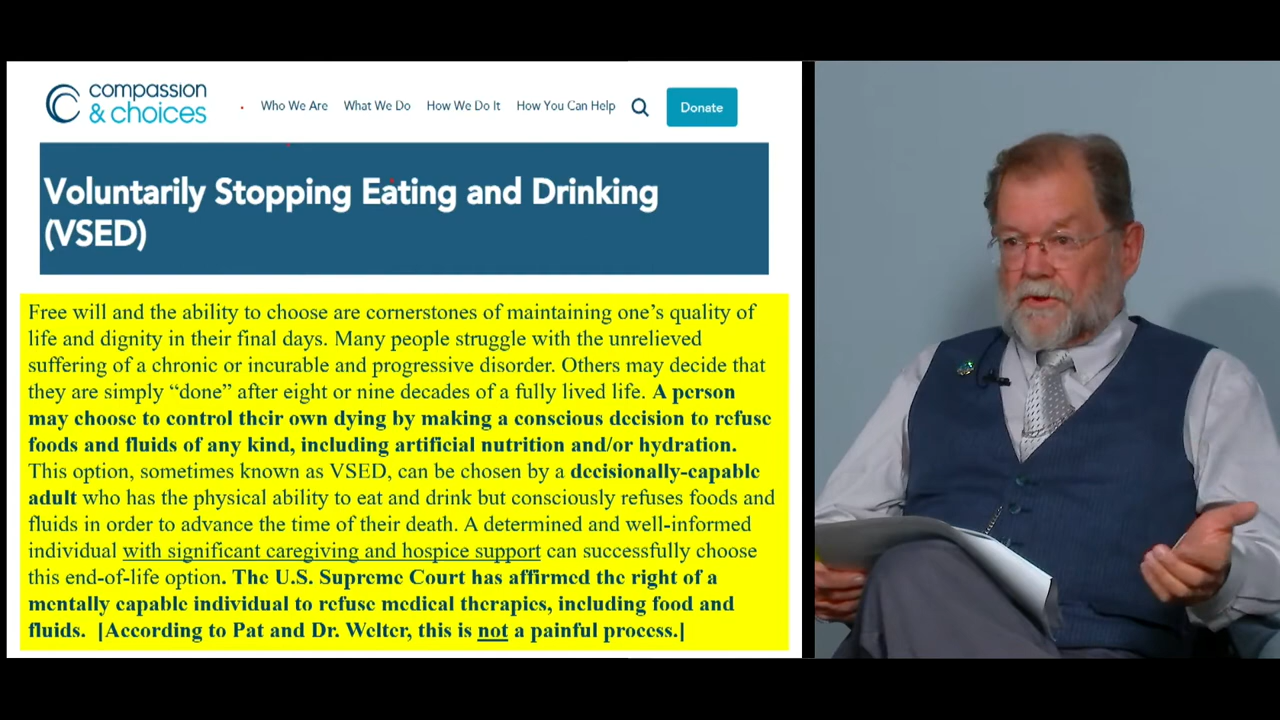 compassion
& choices
Who We Are What We Do How We Do It How You Can Help
Donate
Voluntarily Stopping Eating and Drinking
(VSED)
Free will and the ability to choose are cornerstones of maintaining one’s quality of
life and dignity in their final days. Many people struggle with the unrelieved
suffering of a chronic or incurable and progressive disorder. Others may decide that
they are simply “done” after eight or nine decades of a fully lived life. A person
may choose to control their own dying by making a conscious decision to refuse
foods and fluids of any kind, including artificial nutrition and/or hydration.
This option, sometimes known as VSED, can be chosen by a decisionally-capable
adult who has the physical ability to eat and drink but consciously refuses foods and
fluids in order to advance the time of their death. A determined and well-informed
individual with significant caregiving and hospice support can successfully choose
this end-of-life option. The U.S. Supreme Court has affirmed the right of a
mentally capable individual to refuse medical therapies, including food and
fluids. [According to Pat and Dr. Welter, this is not a painful process.]